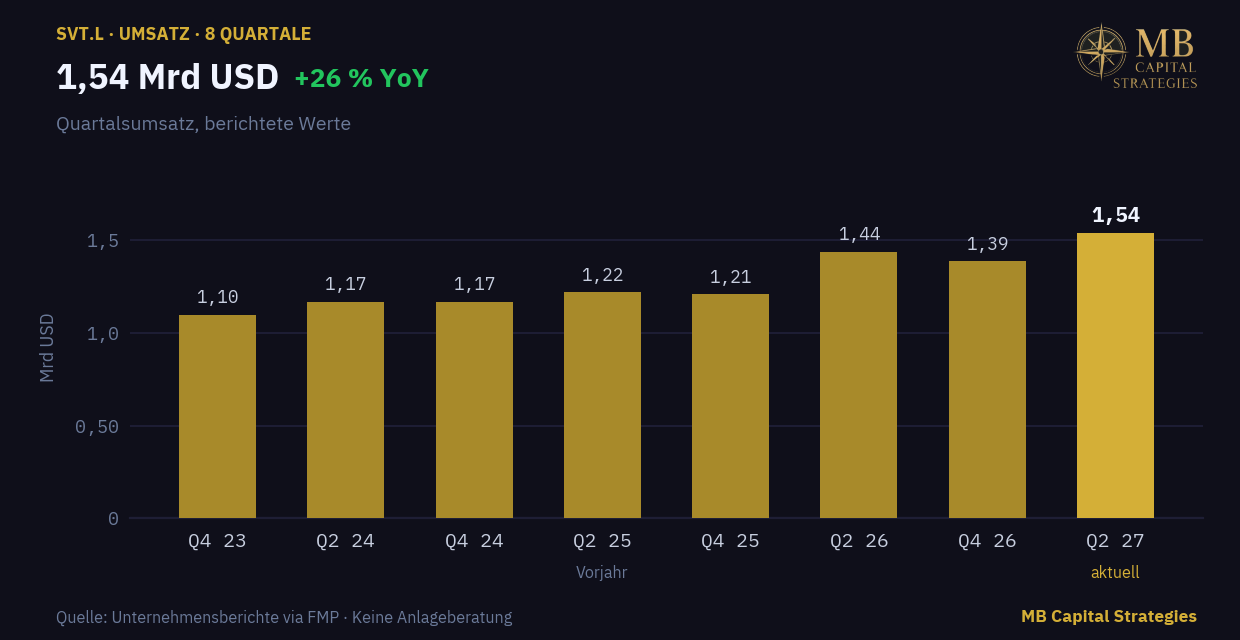 SVT.L · UMSATZ · 8 QUARTALE
1,54 Mrd USD +26 % YoY
Quartalsumsatz, berichtete Werte
MB
CAPITAL
STRATEGIES
Mrd USD
1,5
1,0
0,50
0
1,10
1,17
1,17
1,22
1,21
1,44
1,39
1,54
Q4 23
Q2 24
Q4 24
Q2 25
Q4 25
Q2 26
Q4 26
Q2 27
Vorjahr
aktuell
Quelle: Unternehmensberichte via FMP · Keine Anlageberatung
MB Capital Strategies